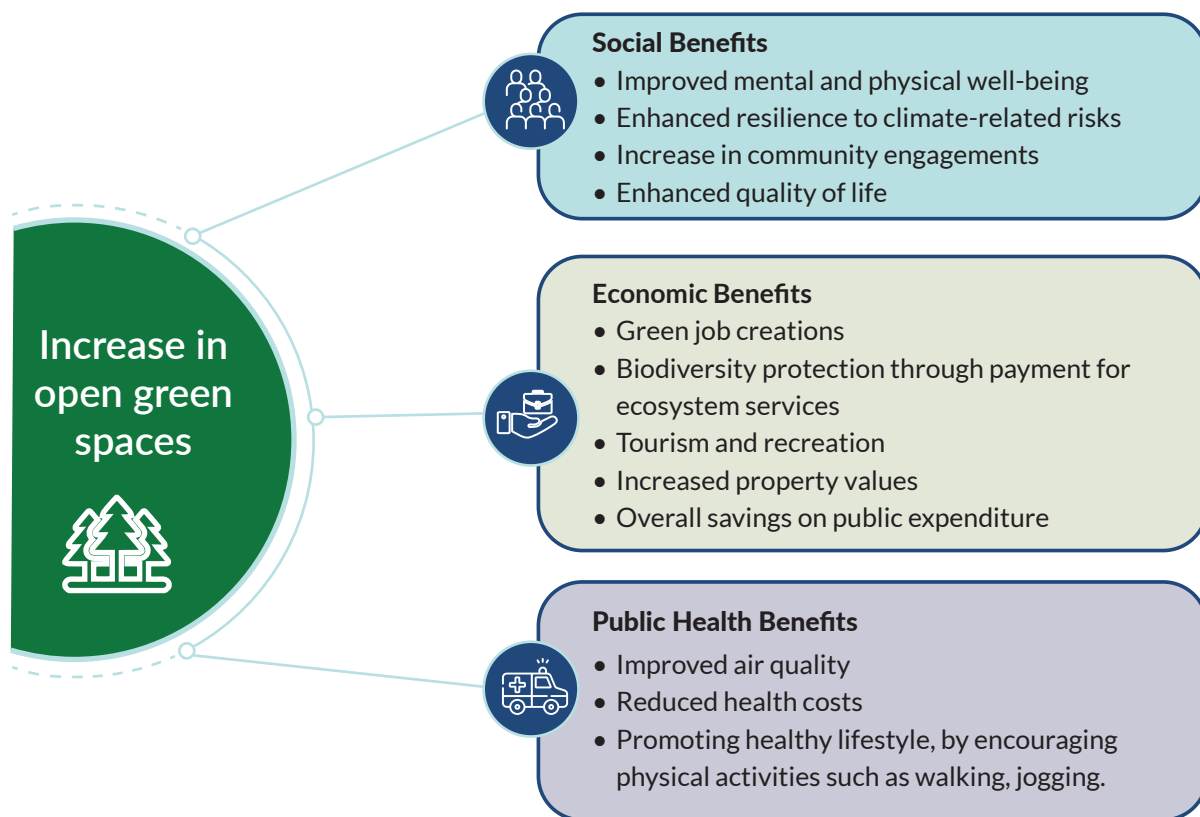 Increase in
open green
spaces
Social Benefits
• Improved mental and physical well-being
• Enhanced resilience to climate-related risks
• Increase in community engagements
• Enhanced quality of life
Economic Benefits
• Green job creations
• Biodiversity protection through payment for
ecosystem services
• Tourism and recreation
• Increased property values
• Overall savings on public expenditure
Public Health Benefits
• Improved air quality
• Reduced health costs
• Promoting healthy lifestyle, by encouraging
physical activities such as walking, jogging.